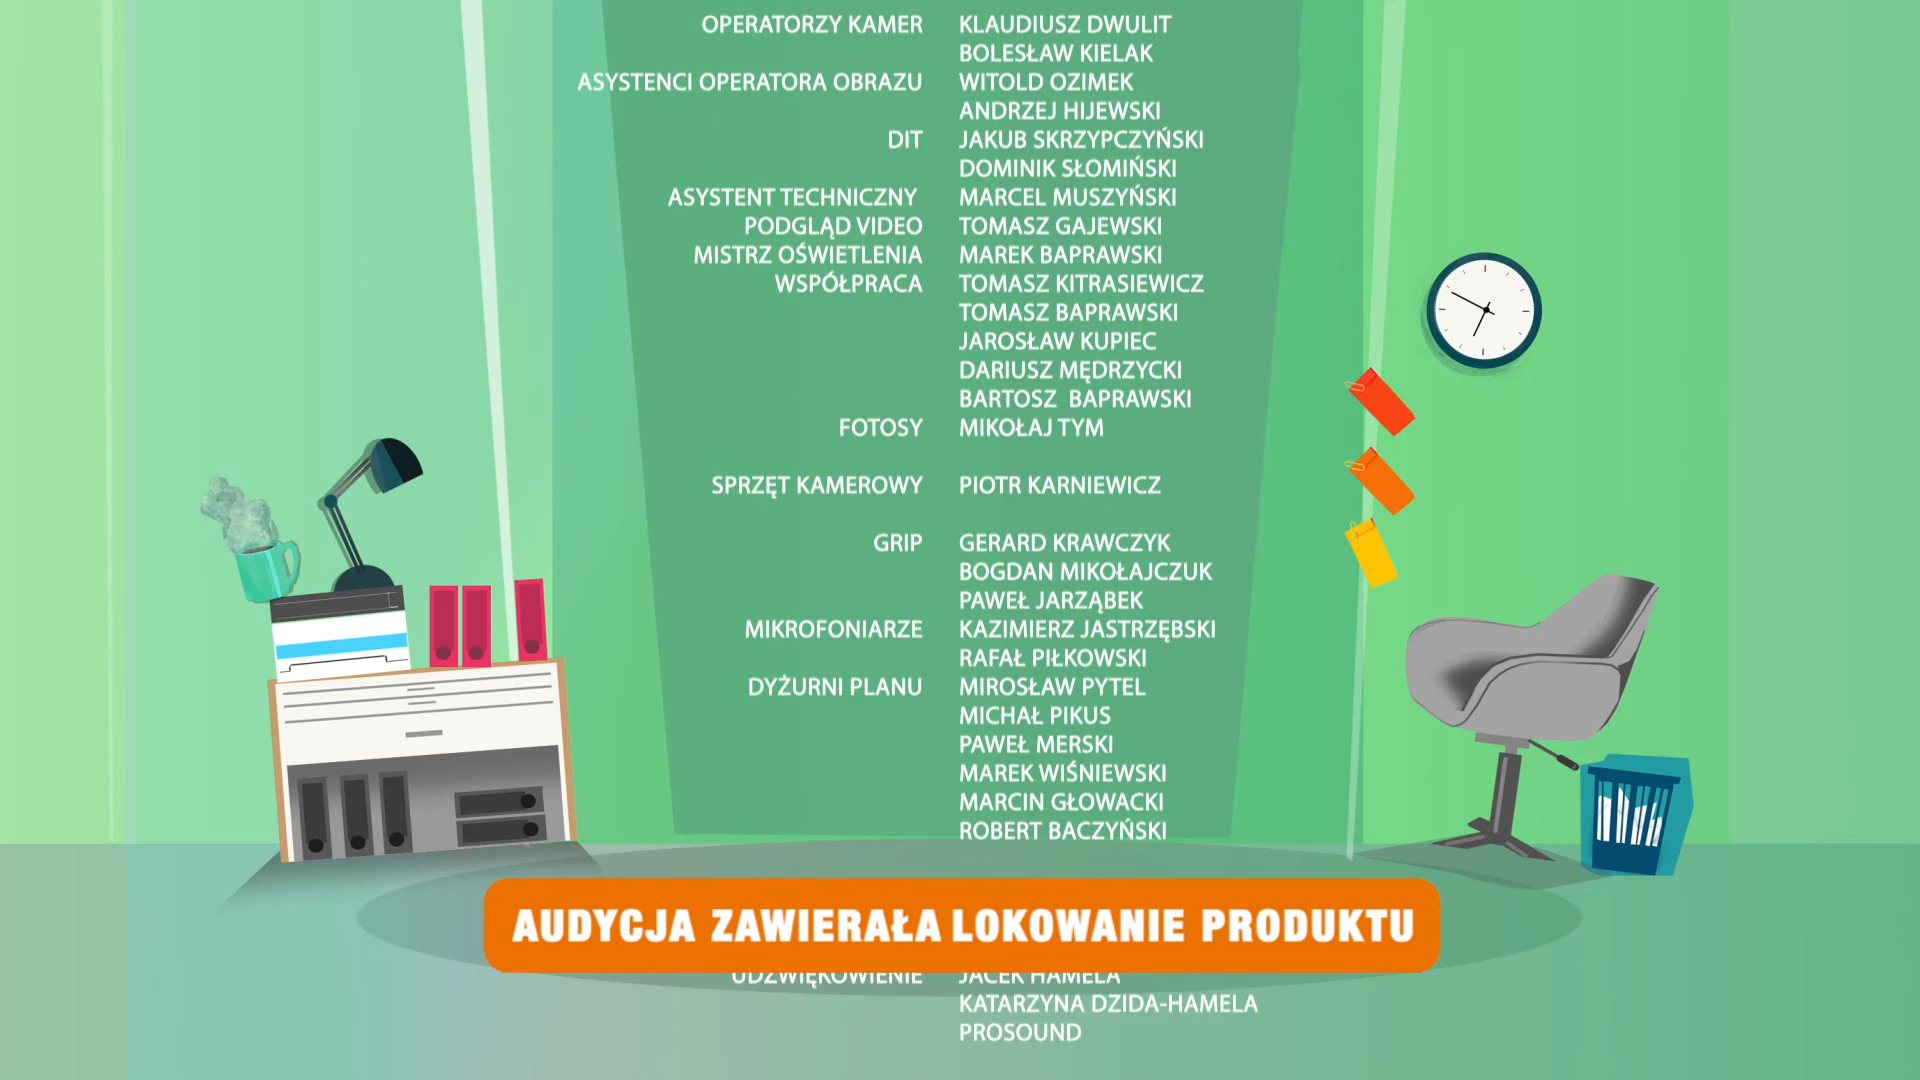 OPERATORZY KAMER KLAUDIUSZ DWULIT
BOLESŁAW KIELAK
ASYSTENCI OPERATORA OBRAZU WITOLD OZIMEK
ANDRZEJ HIJEWSKI
DIT JAKUB SKRZYPCZYŃSKI
DOMINIK SŁOMIŃSKI
ASYSTENT TECHNICZNY MARCEL MUSZYŃSKI
PODGLĄD VIDEO TOMASZ GAJEWSKI
MISTRZ OŚWIETLENIA MAREK BAPRAWSKI
WSPÓŁPRACA TOMASZ KITRASIEWICZ
TOMASZ BAPRAWSKI
JAROSŁAW KUPIEC
DARIUSZ MĘDRZYCKI
BARTOSZ BAPRAWSKI
FOTOSY MIKOŁAJ TYM
SPRZĘT KAMEROWY PIOTR KARNIEWICZ
GRIP GERARD KRAWCZYK
BOGDAN MIKOŁAJCZUK
PAWEŁ JARZĄBEK
MIKROFONIARZE KAZIMIERZ JASTRZĘBSKI
RAFAŁ PIŁKOWSKI
DYŻURNI PLANU MIROSŁAW PYTEL
MICHAŁ PIKUS
PAWEŁ MERSKI
MAREK WIŚNIEWSKI
MARCIN GŁOWACKI
ROBERT BACZYŃSKI
AUDYCJA ZAWIERAŁA LOKOWANIE PRODUKTU
UDŹWIĘKOWIENIE JACEK HAMELA
KATARZYNA DZIDA-HAMELA
PROSOUND